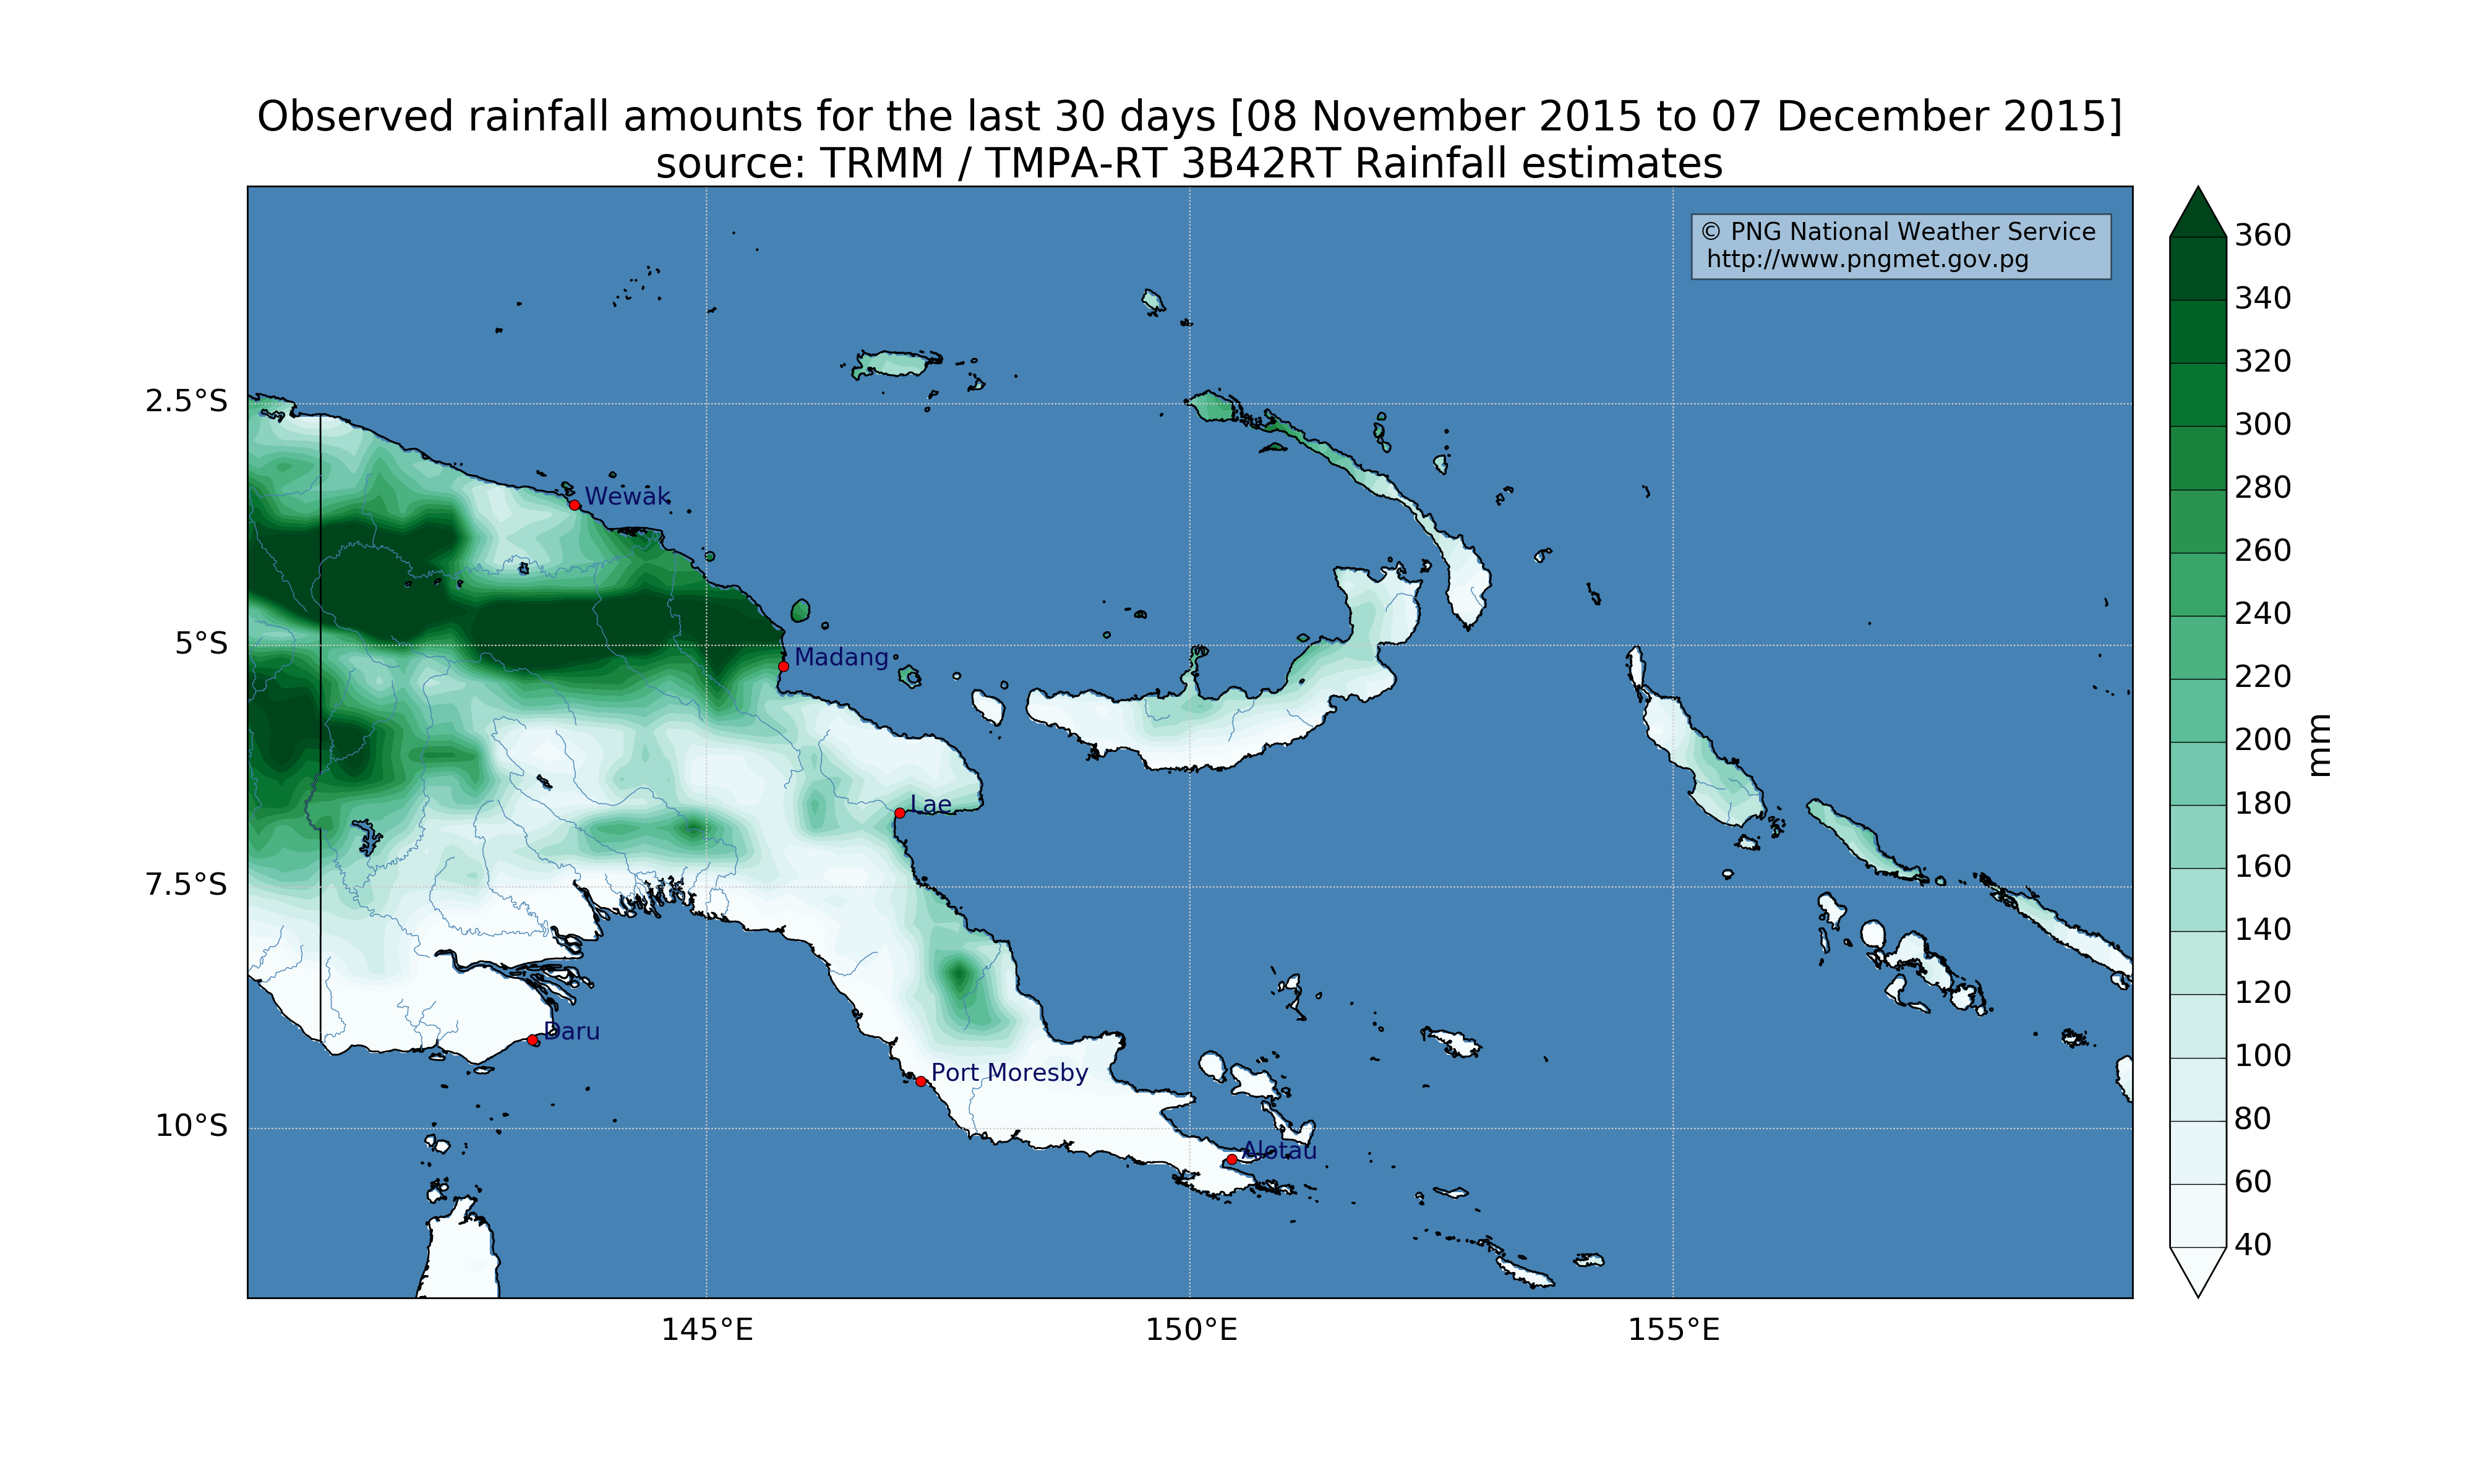 Observed rainfall amounts for the last 30 days [08 November 2015 to 07 December 2015]
source: TRMM / TMPA-RT 3B42RT Rainfall estimates
© PNG National Weather Service
http://www.pngmet.gov.pg
360
340
320
300
280
260
240
220
200
180
160
140
120
100
80
60
40
mm
2.5°S
5°S
7.5°S
10°S
Wewak
Madang
Lae
Daru
Port Moresby
Alotau
145°E
150°E
155°E